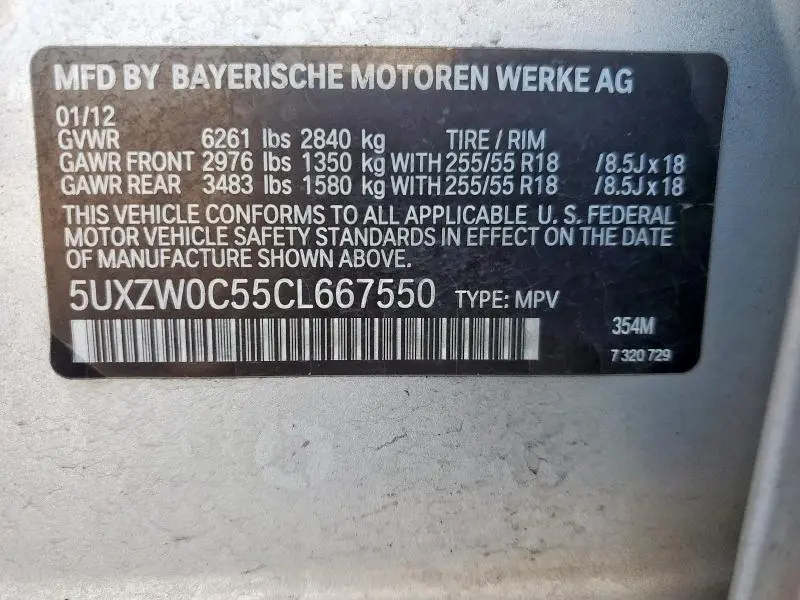 MFD BY BAYERISCHE MOTOREN WERKE AG
01/12
GVWR 6261 lbs 2840 kg TIRE / RIM
GAWR FRONT 2976 lbs 1350 kg WITH 255/55 R18 /8.5J x 18
GAWR REAR 3483 lbs 1580 kg WITH 255/55 R18 /8.5J x 18
THIS VEHICLE CONFORMS TO ALL APPLICABLE U. S. FEDERAL
MOTOR VEHICLE SAFETY STANDARDS IN EFFECT ON THE DATE
OF MANUFACTURE SHOWN ABOVE.
5UXZW0C55CL667550 TYPE: MPV
354M
7 320 729